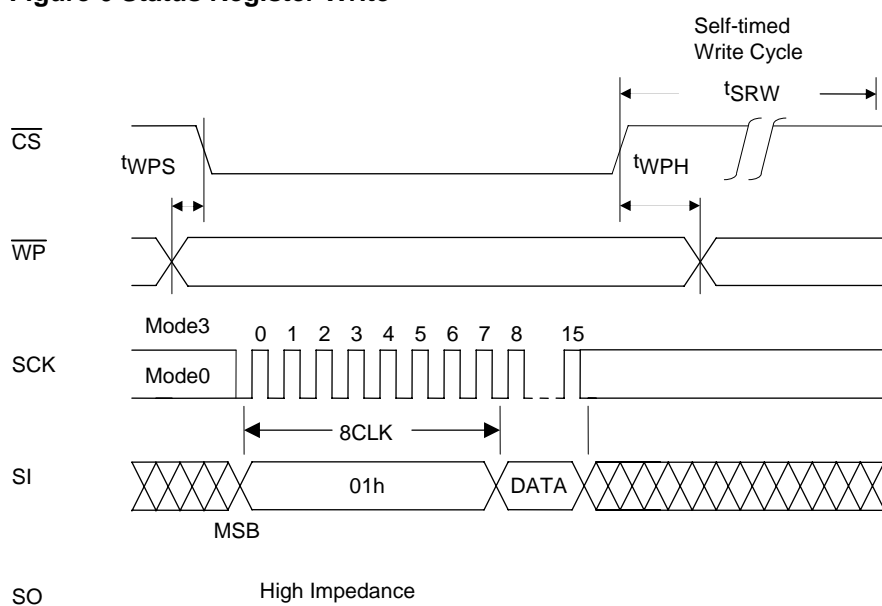 Figure 6 Status Register Write
Self-timed
Write Cycle
tSRW
CS
tWPS
tWPH
WP
Mode3
0 1 2 3 4 5 6 7 8 15
SCK
Mode0
8CLK
SI
01h
DATA
MSB
SO
High Impedance